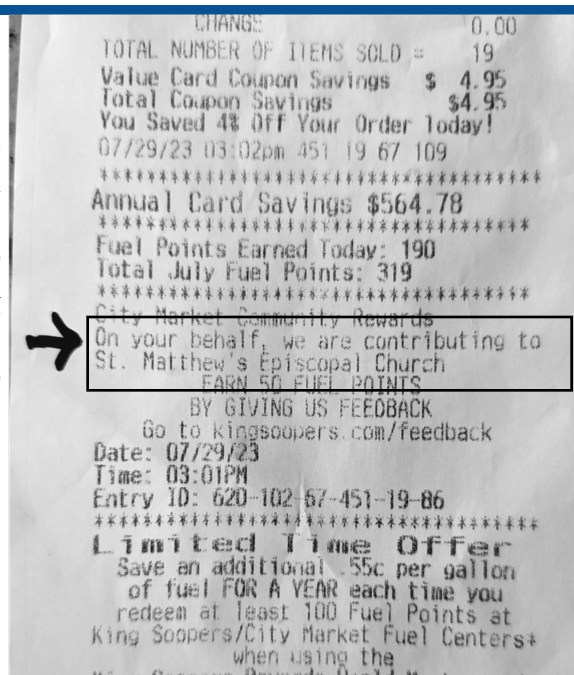 CHANGE 0.00
TOTAL NUMBER OF ITEMS SOLD = 19
Value Card Coupon Savings $ 4.95
Total Coupon Savings $4.95
You Saved 4% Off Your Order Today!
07/29/23 03:02pm 451 19 67 109
****************************************
Annual Card Savings $564.78
****************************************
Fuel Points Earned Today: 190
Total July Fuel Points: 319
****************************************
City Market Community Rewards
On your behalf, we are contributing to
St. Matthew's Episcopal Church
EARN 50 FUEL POINTS
BY GIVING US FEEDBACK
Go to kingsoopers.com/feedback
Date: 07/29/23
Time: 03:01PM
Entry ID: 620-102-67-451-19-86
****************************************
Limited Time Offer
Save an additional .55c per gallon
of fuel FOR A YEAR each time you
redeem at least 100 Fuel Points at
King Soopers/City Market Fuel Centers*
when using the